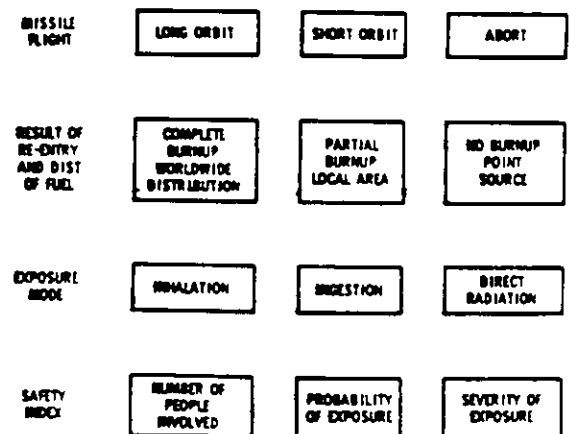 MISSILE
FLIGHT
LONG ORBIT
SHORT ORBIT
ABORT
RESULT OF
RE-ENTRY
AND DIST
OF FUEL
COMPLETE
BURNUP
WORLDWIDE
DISTRIBUTION
PARTIAL
BURNUP
LOCAL AREA
NO BURNUP
POINT
SOURCE
EXPOSURE
MODE
INHALATION
INGESTION
DIRECT
RADIATION
SAFETY
INDEX
NUMBER OF
PEOPLE
INVOLVED
PROBABILITY
OF EXPOSURE
SEVERITY OF
EXPOSURE